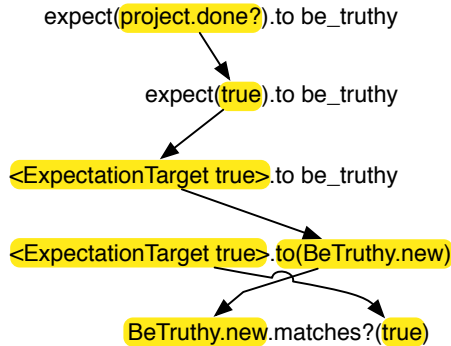 expect(project.done?).to be_truthy
expect(true).to be_truthy
<ExpectationTarget true>.to be_truthy
<ExpectationTarget true>.to(BeTruthy.new)
BeTruthy.new.matches?(true)